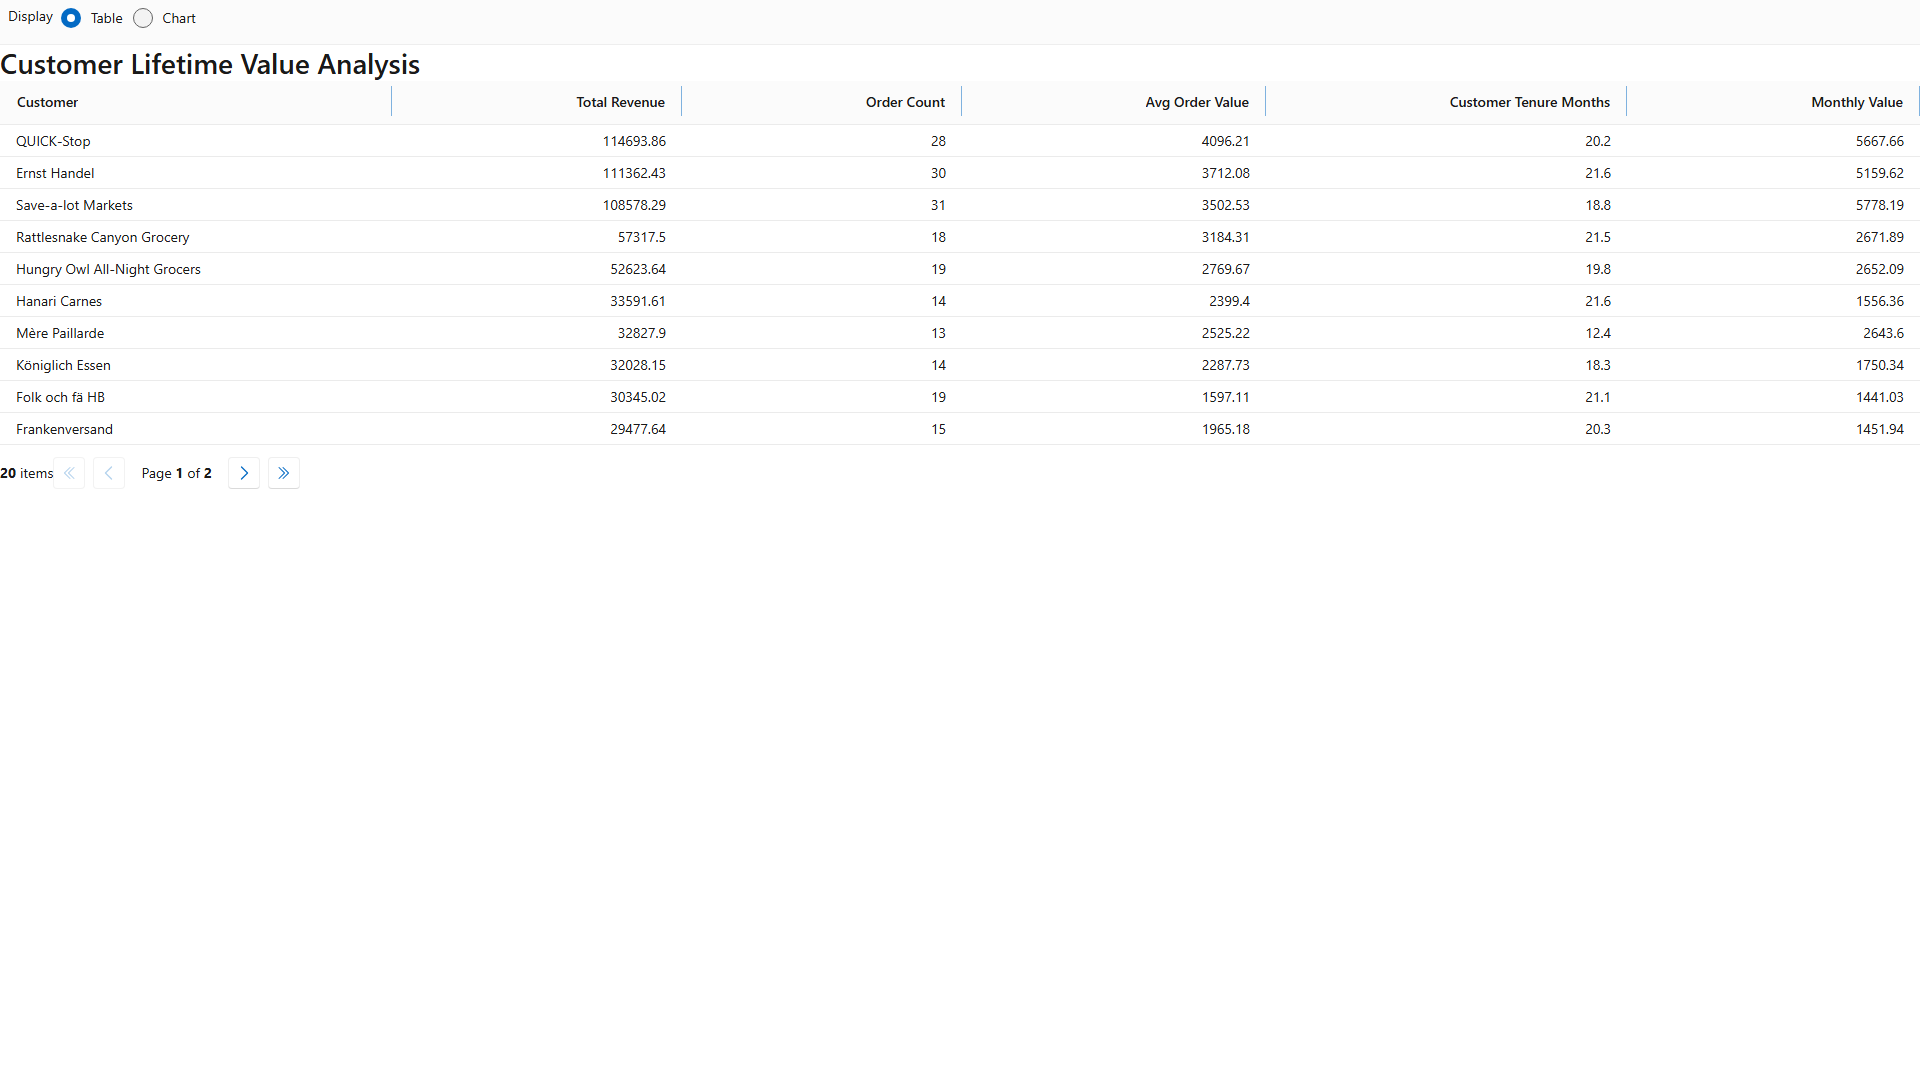 Display Table Chart
Customer Lifetime Value Analysis
Customer Total Revenue Order Count Avg Order Value Customer Tenure Months Monthly Value
QUICK-Stop 114693.86 28 4096.21 20.2 5667.66
Ernst Handel 111362.43 30 3712.08 21.6 5159.62
Save-a-lot Markets 108578.29 31 3502.53 18.8 5778.19
Rattlesnake Canyon Grocery 57317.5 18 3184.31 21.5 2671.89
Hungry Owl All-Night Grocers 52623.64 19 2769.67 19.8 2652.09
Hanari Carnes 33591.61 14 2399.4 21.6 1556.36
Mère Paillarde 32827.9 13 2525.22 12.4 2643.6
Königlich Essen 32028.15 14 2287.73 18.3 1750.34
Folk och fä HB 30345.02 19 1597.11 21.1 1441.03
Frankenversand 29477.64 15 1965.18 20.3 1451.94
20 items Page 1 of 2